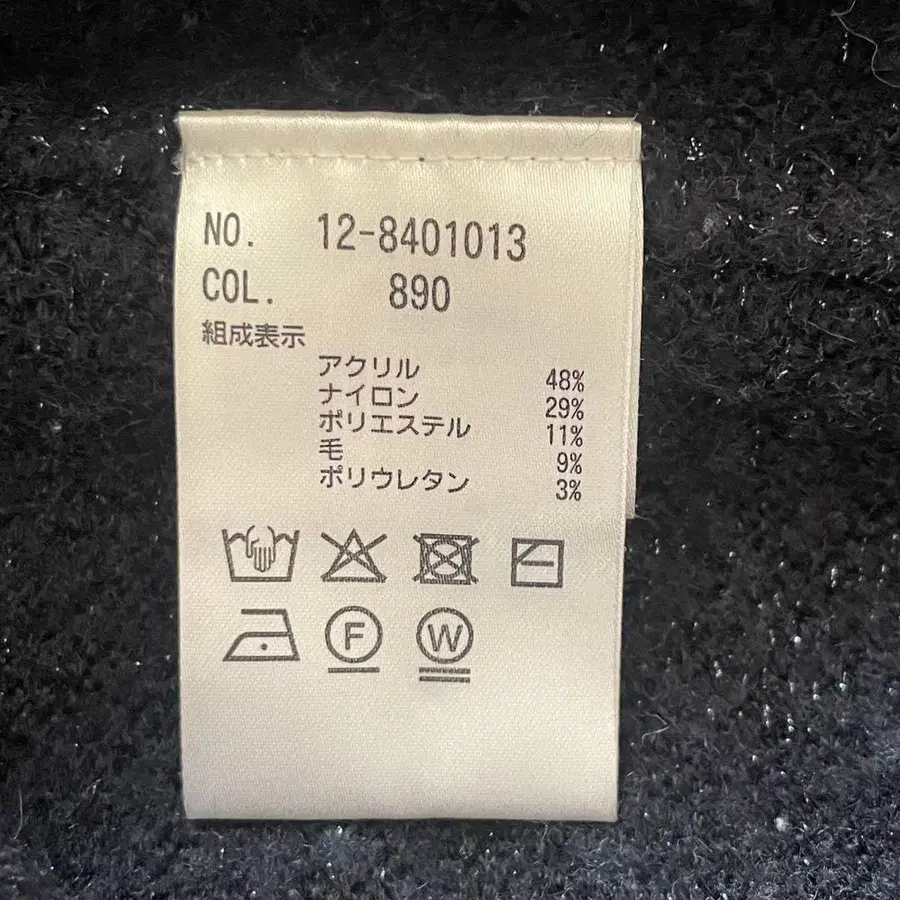 NO. 12-8401013
COL. 890
組成表示
アクリル 48%
ナイロン 29%
ポリエステル 11%
毛 9%
ポリウレタン 3%
F
W